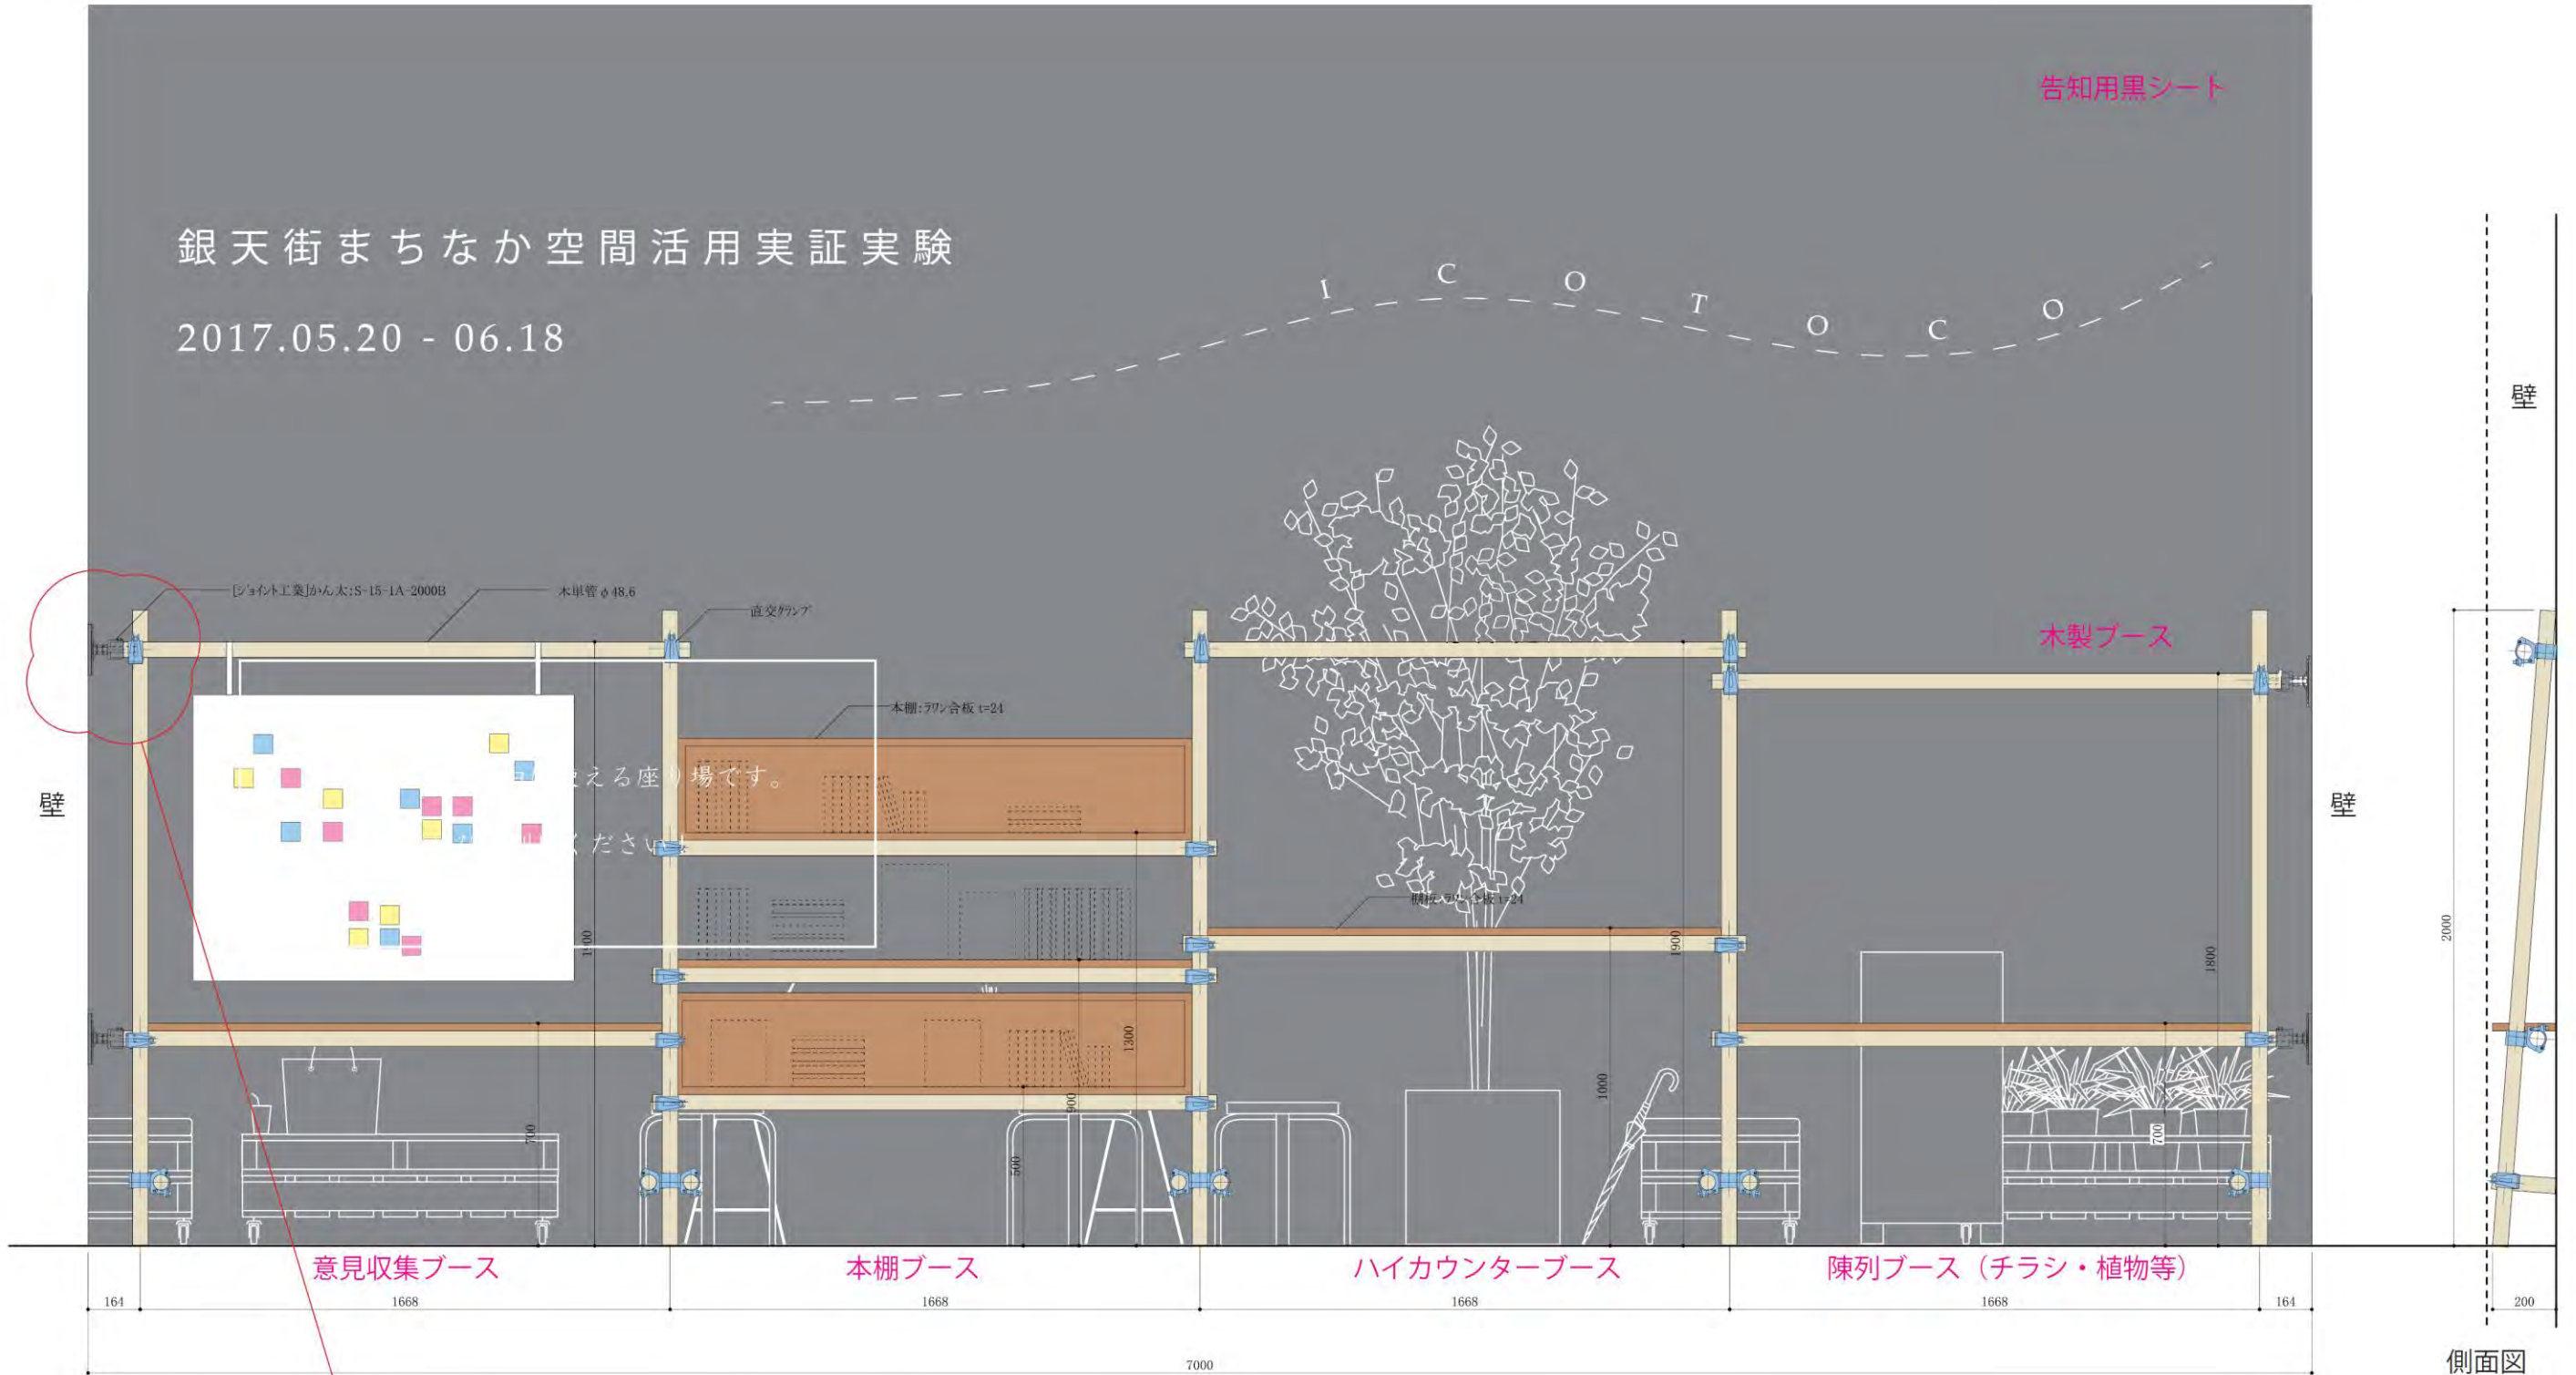 告知用黒シート
銀天街まちなか空間活用実証実験
2017.05.20 - 06.18
ICOTOCO
壁
[ジョイント工業]かん太:S-15-1A-2000B
木単管φ48.6
直交クランプ
木製ブース
本棚:ラワン合板 t=24
える座り場です。
ください
壁
壁
合板 t=24
1900
1900
1800
2000
1300
1000
900
700
700
500
意見収集ブース
本棚ブース
ハイカウンターブース
陳列ブース（チラシ・植物等）
164
1668
1668
1668
1668
164
200
7000
側面図